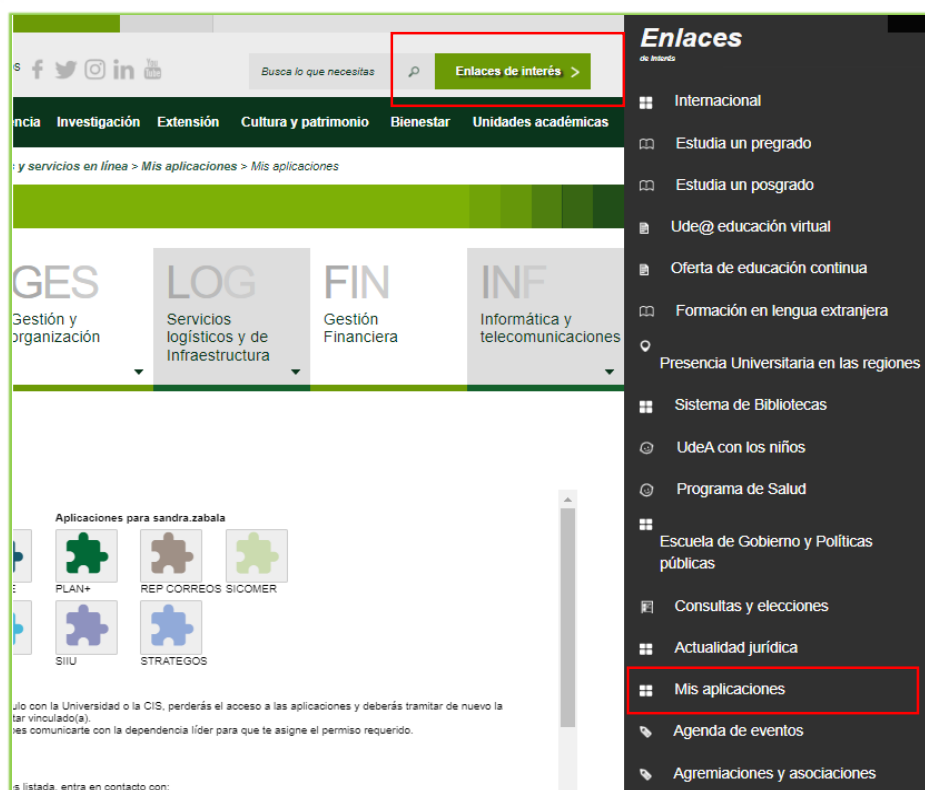 Busca lo que necesitas
Enlaces de interés >
Investigación Extensión Cultura y patrimonio Bienestar Unidades académicas
y servicios en línea > Mis aplicaciones > Mis aplicaciones
GES
Gestión y
organización
LOG
Servicios
logísticos y de
Infraestructura
FIN
Gestión
Financiera
INF
Informática y
telecomunicaciones
Aplicaciones para sandra.zabala
PLAN+
REP CORREOS
SICOMER
SIIU
STRATEGOS
con la Universidad o la CIS, perderás el acceso a las aplicaciones y deberás tramitar de nuevo la
vinculado(a).
comunicarte con la dependencia líder para que te asigne el permiso requerido.
listada, entra en contacto con:
Enlaces
de Interés
Internacional
Estudia un pregrado
Estudia un posgrado
Ude@ educación virtual
Oferta de educación continua
Formación en lengua extranjera
Presencia Universitaria en las regiones
Sistema de Bibliotecas
UdeA con los niños
Programa de Salud
Escuela de Gobierno y Políticas
públicas
Consultas y elecciones
Actualidad jurídica
Mis aplicaciones
Agenda de eventos
Agremiaciones y asociaciones